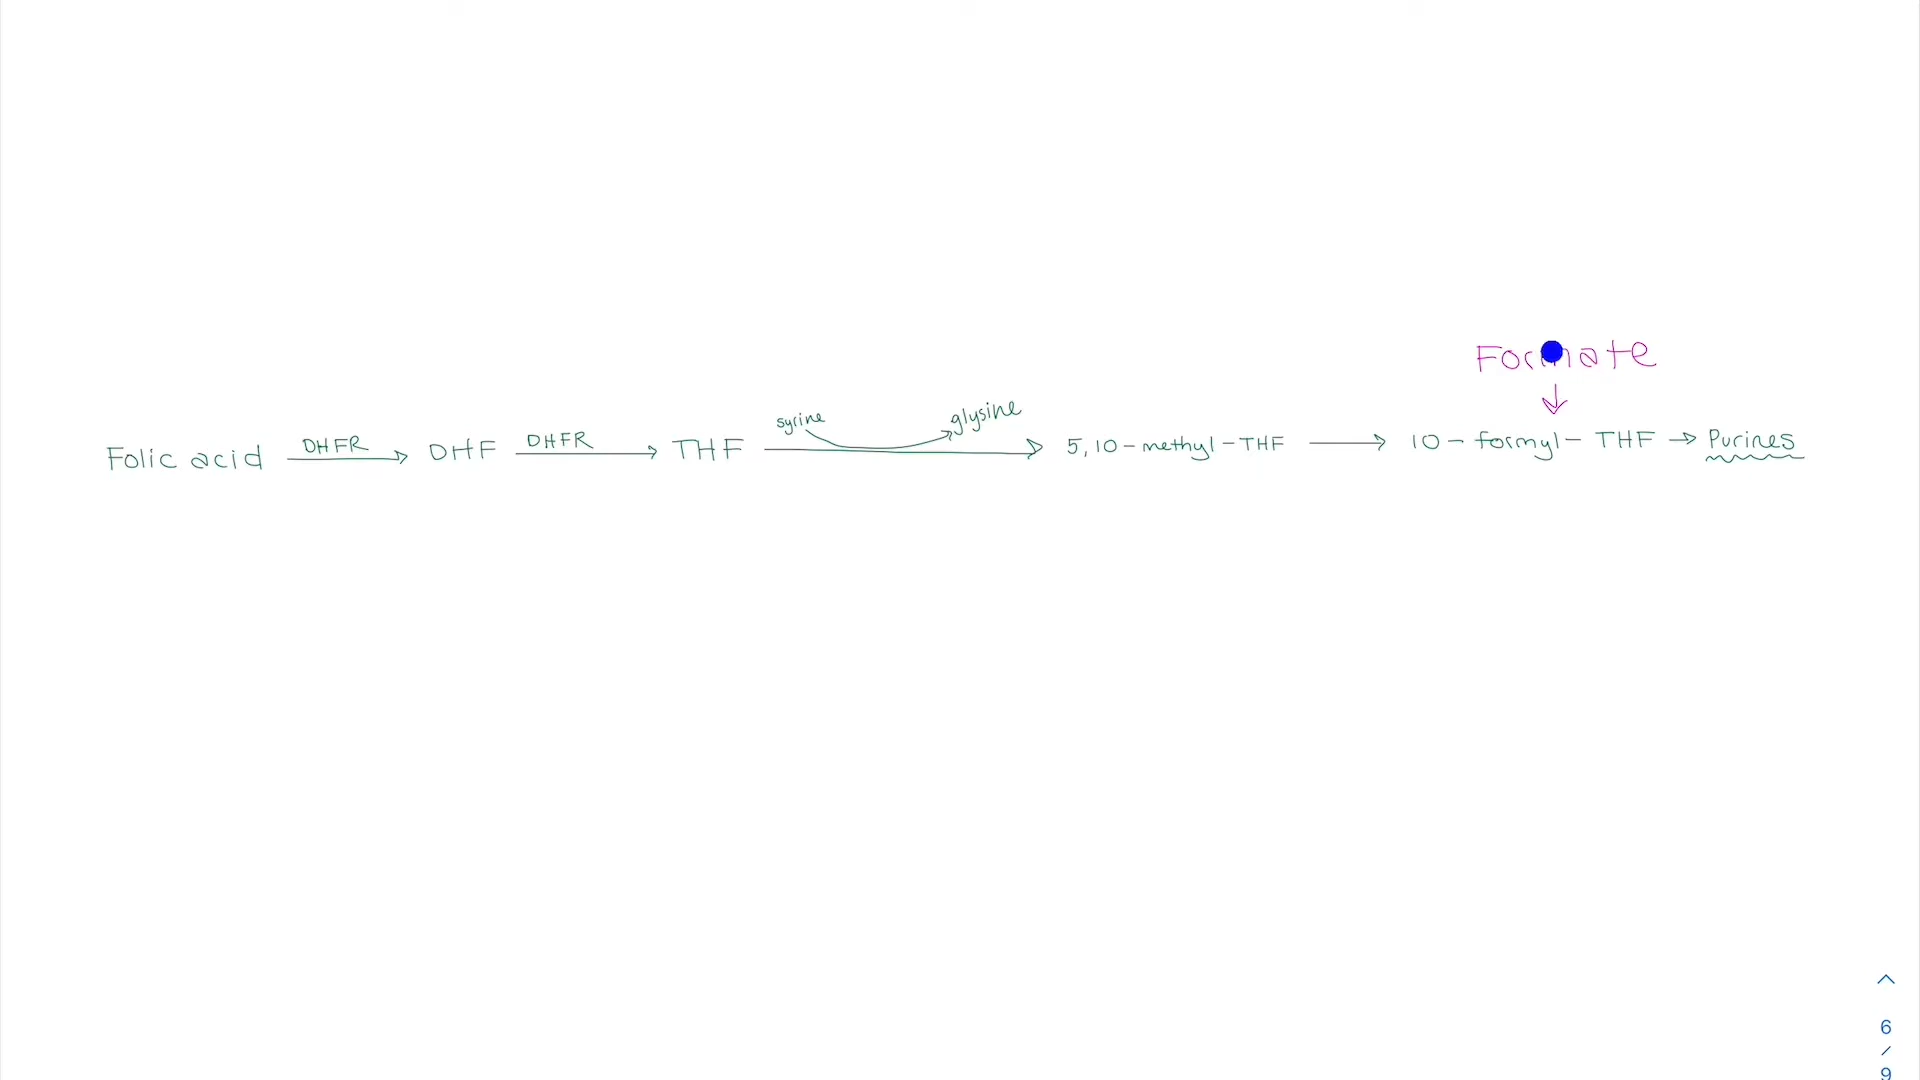 Formate
syrine glysine
Folic acid DHFR DHF DHFR THF 5,10-methyl-THF 10-formyl-THF → Purines
6
/
9